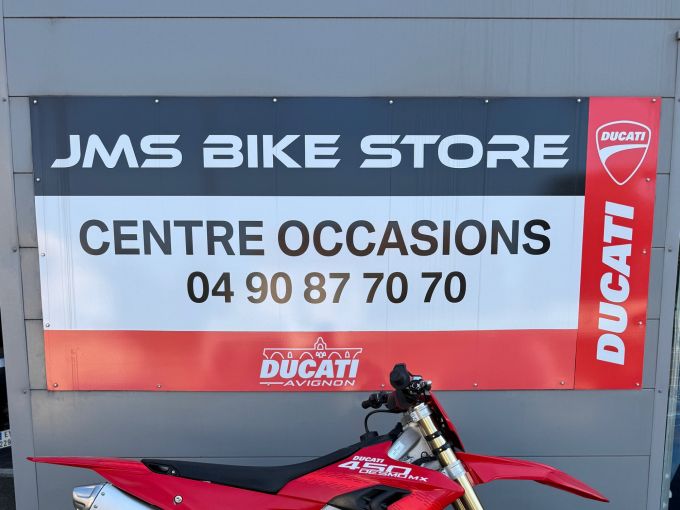 JMS BIKE STORE
DUCATI
CENTRE OCCASIONS
04 90 87 70 70
DUCATI
DUCATI
AVIGNON
DUCATI
450
DESMO MX